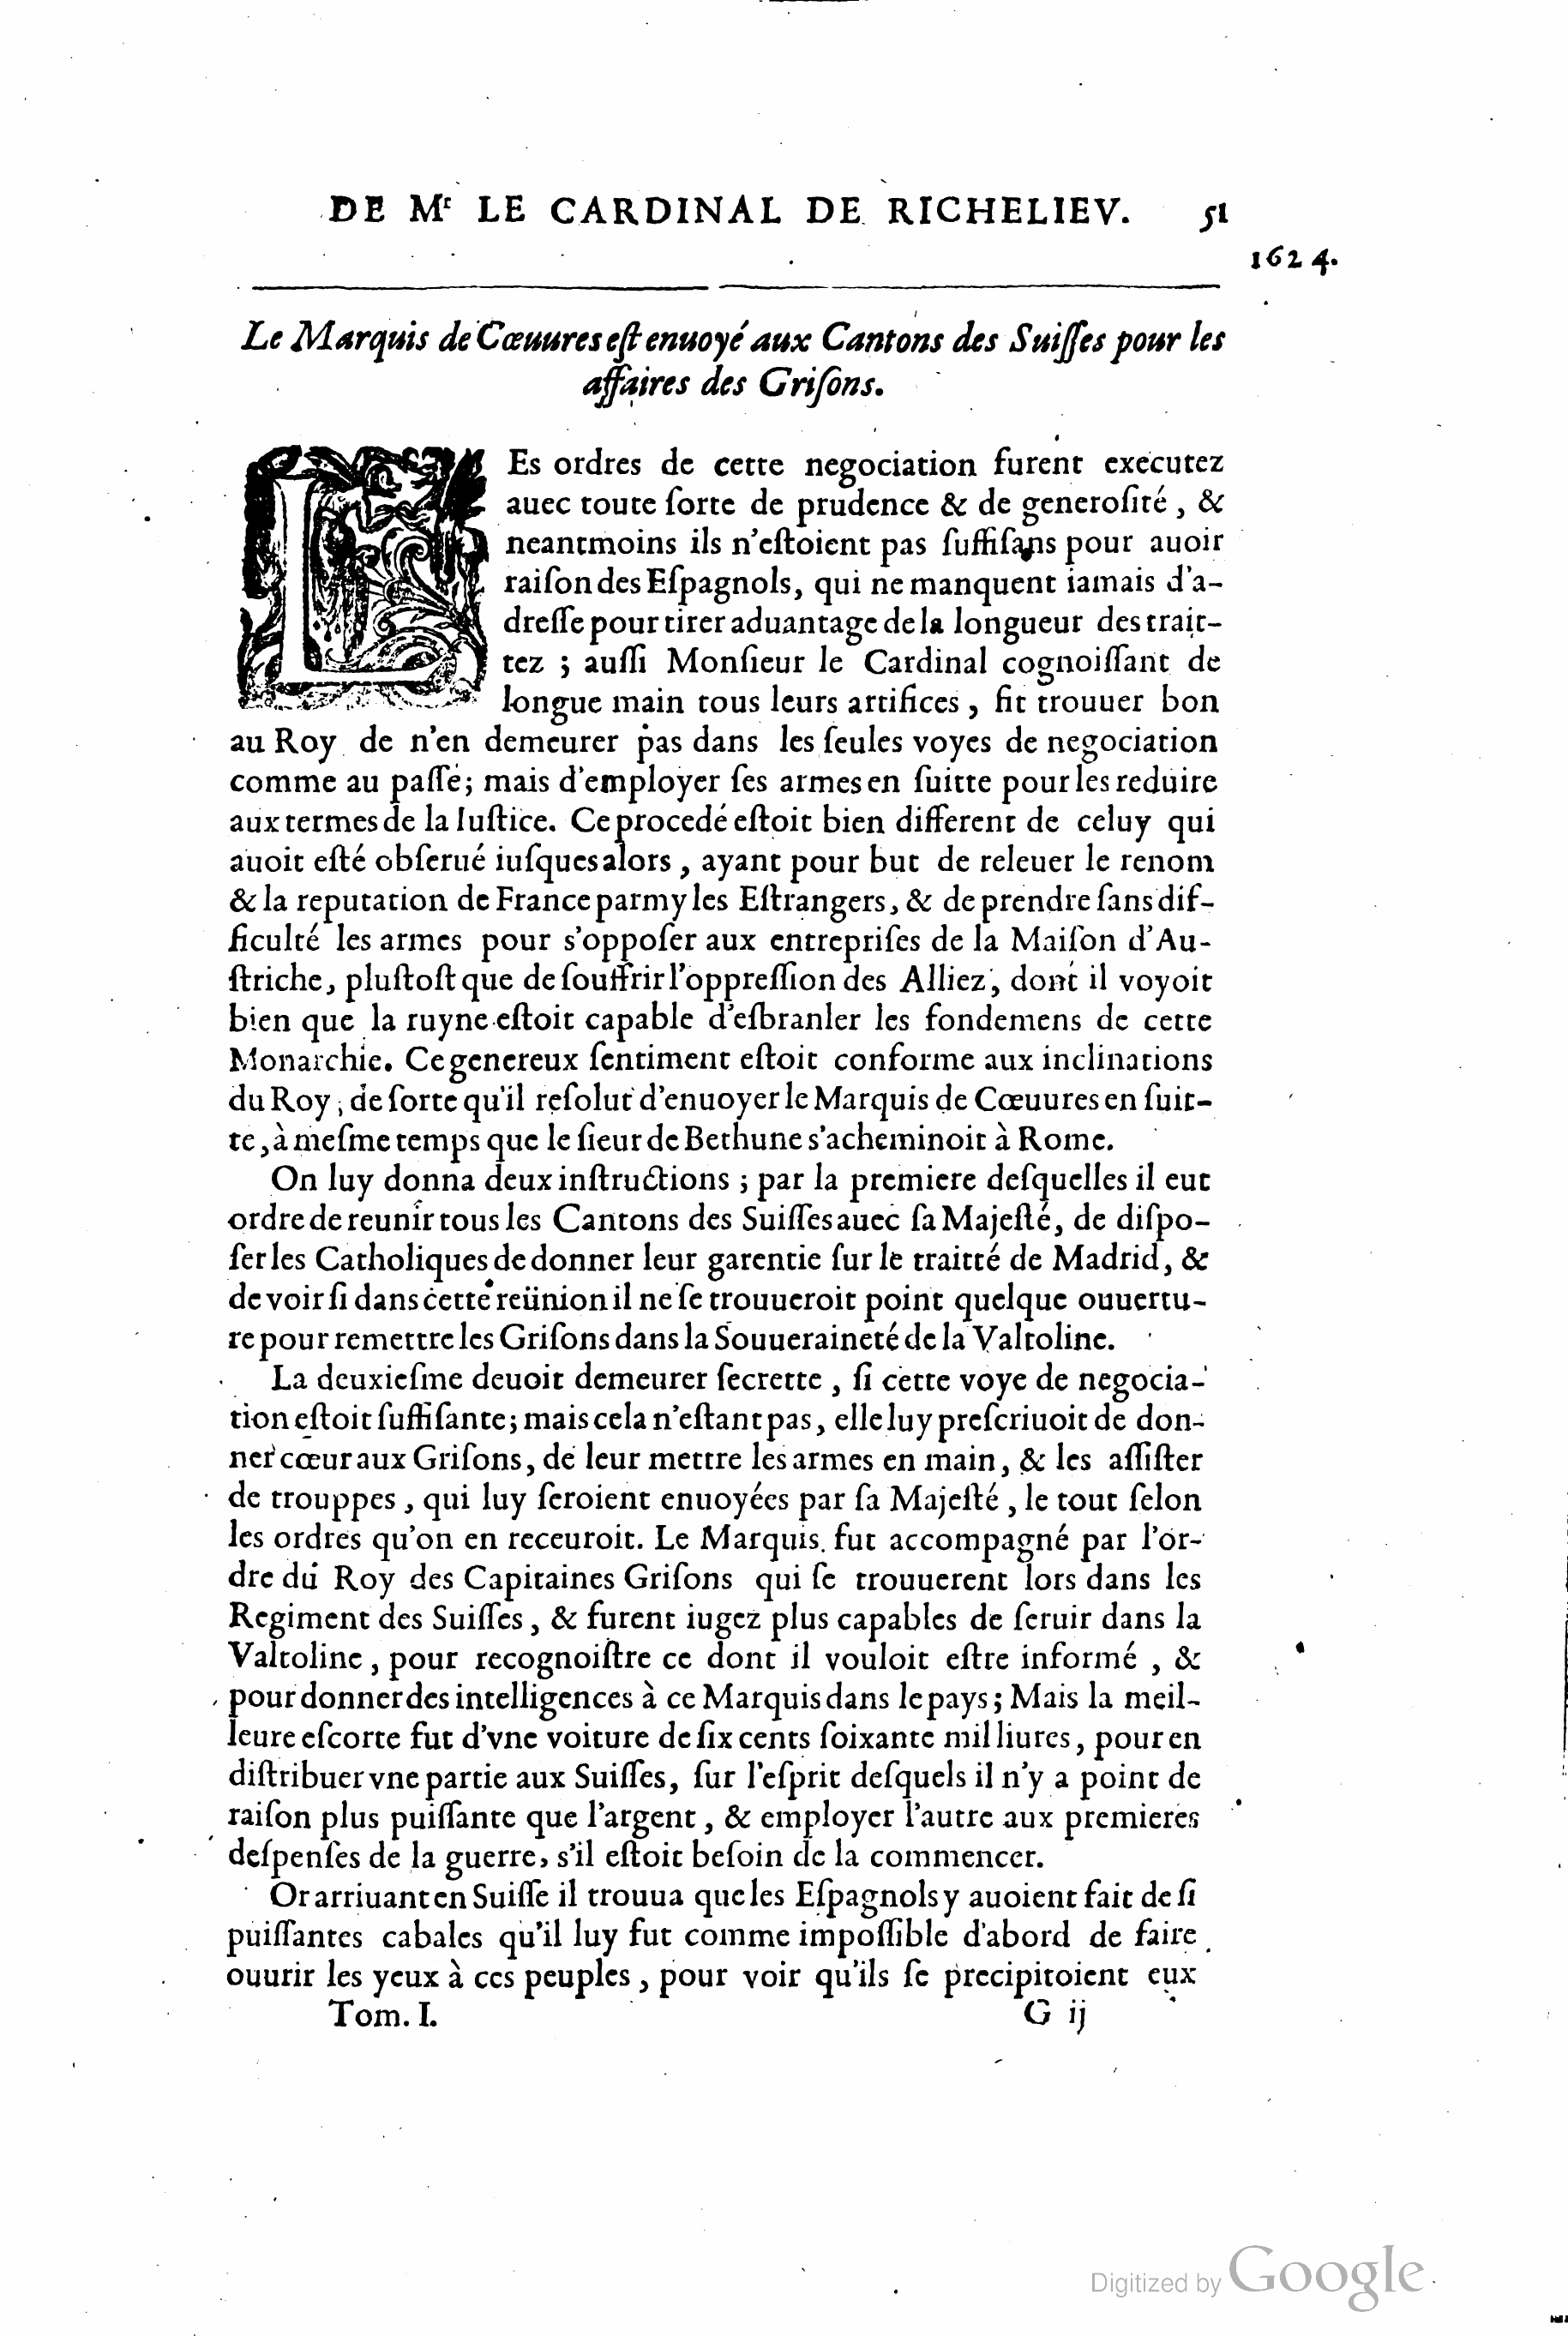 DE Mr LE CARDINAL DE RICHELIEV. 51
1624.
Le Marquis de Cœuures eſt enuoyé aux Cantons des Suiſſes pour les
affaires des Griſons.
LEs ordres de cette negociation furent executez
auec toute ſorte de prudence & de generoſité, &
neantmoins ils n'eſtoient pas ſuffiſans pour auoir
raiſon des Eſpagnols, qui ne manquent iamais d'a-
dreſſe pour tirer aduantage de la longueur des trait-
tez ; auſſi Monſieur le Cardinal cognoiſſant de
longue main tous leurs artifices, fit trouuer bon
au Roy de n'en demeurer pas dans les ſeules voyes de negociation
comme au paſſé; mais d'employer ſes armes en ſuitte pour les reduire
aux termes de la Iuſtice. Ce procedé eſtoit bien different de celuy qui
auoit eſté obſerué iuſques alors, ayant pour but de releuer le renom
& la reputation de France parmy les Eſtrangers, & de prendre ſans dif-
ficulté les armes pour s'oppoſer aux entrepriſes de la Maiſon d'Au-
ſtriche, pluſtoſt que de ſouffrir l'oppreſſion des Alliez, dont il voyoit
bien que la ruyne eſtoit capable d'eſbranler les fondemens de cette
Monarchie. Ce genereux ſentiment eſtoit conforme aux inclinations
du Roy, de ſorte qu'il reſolut d'enuoyer le Marquis de Cœuures en ſuit-
te, à meſme temps que le ſieur de Bethune s'acheminoit à Rome.
On luy donna deux inſtructions ; par la premiere deſquelles il eut
ordre de reunir tous les Cantons des Suiſſes auec ſa Majeſté, de diſpo-
ſer les Catholiques de donner leur garentie ſur le traitté de Madrid, &
de voir ſi dans cette reünion il ne ſe trouueroit point quelque ouuertu-
re pour remettre les Griſons dans la Souueraineté de la Valtoline.
La deuxieſme deuoit demeurer ſecrette, ſi cette voye de negocia-
tion eſtoit ſuffiſante; mais cela n'eſtant pas, elle luy preſcriuoit de don-
ner cœur aux Griſons, de leur mettre les armes en main, & les aſſiſter
de trouppes, qui luy ſeroient enuoyées par ſa Majeſté, le tout ſelon
les ordres qu'on en receuroit. Le Marquis fut accompagné par l'or-
dre du Roy des Capitaines Griſons qui ſe trouuerent lors dans les
Regiment des Suiſſes, & furent iugez plus capables de ſeruir dans la
Valtoline, pour recognoiſtre ce dont il vouloit eſtre informé, &
pour donner des intelligences à ce Marquis dans le pays; Mais la meil-
leure eſcorte fut d'vne voiture de ſix cents ſoixante mil liures, pour en
diſtribuer vne partie aux Suiſſes, ſur l'eſprit deſquels il n'y a point de
raiſon plus puiſſante que l'argent, & employer l'autre aux premieres
deſpenſes de la guerre, s'il eſtoit beſoin de la commencer.
Or arriuant en Suiſſe il trouua que les Eſpagnols y auoient fait de ſi
puiſſantes cabales qu'il luy fut comme impoſſible d'abord de faire
ouurir les yeux à ces peuples, pour voir qu'ils ſe precipitoient eux
Tom. I. G ij
Digitized by Google